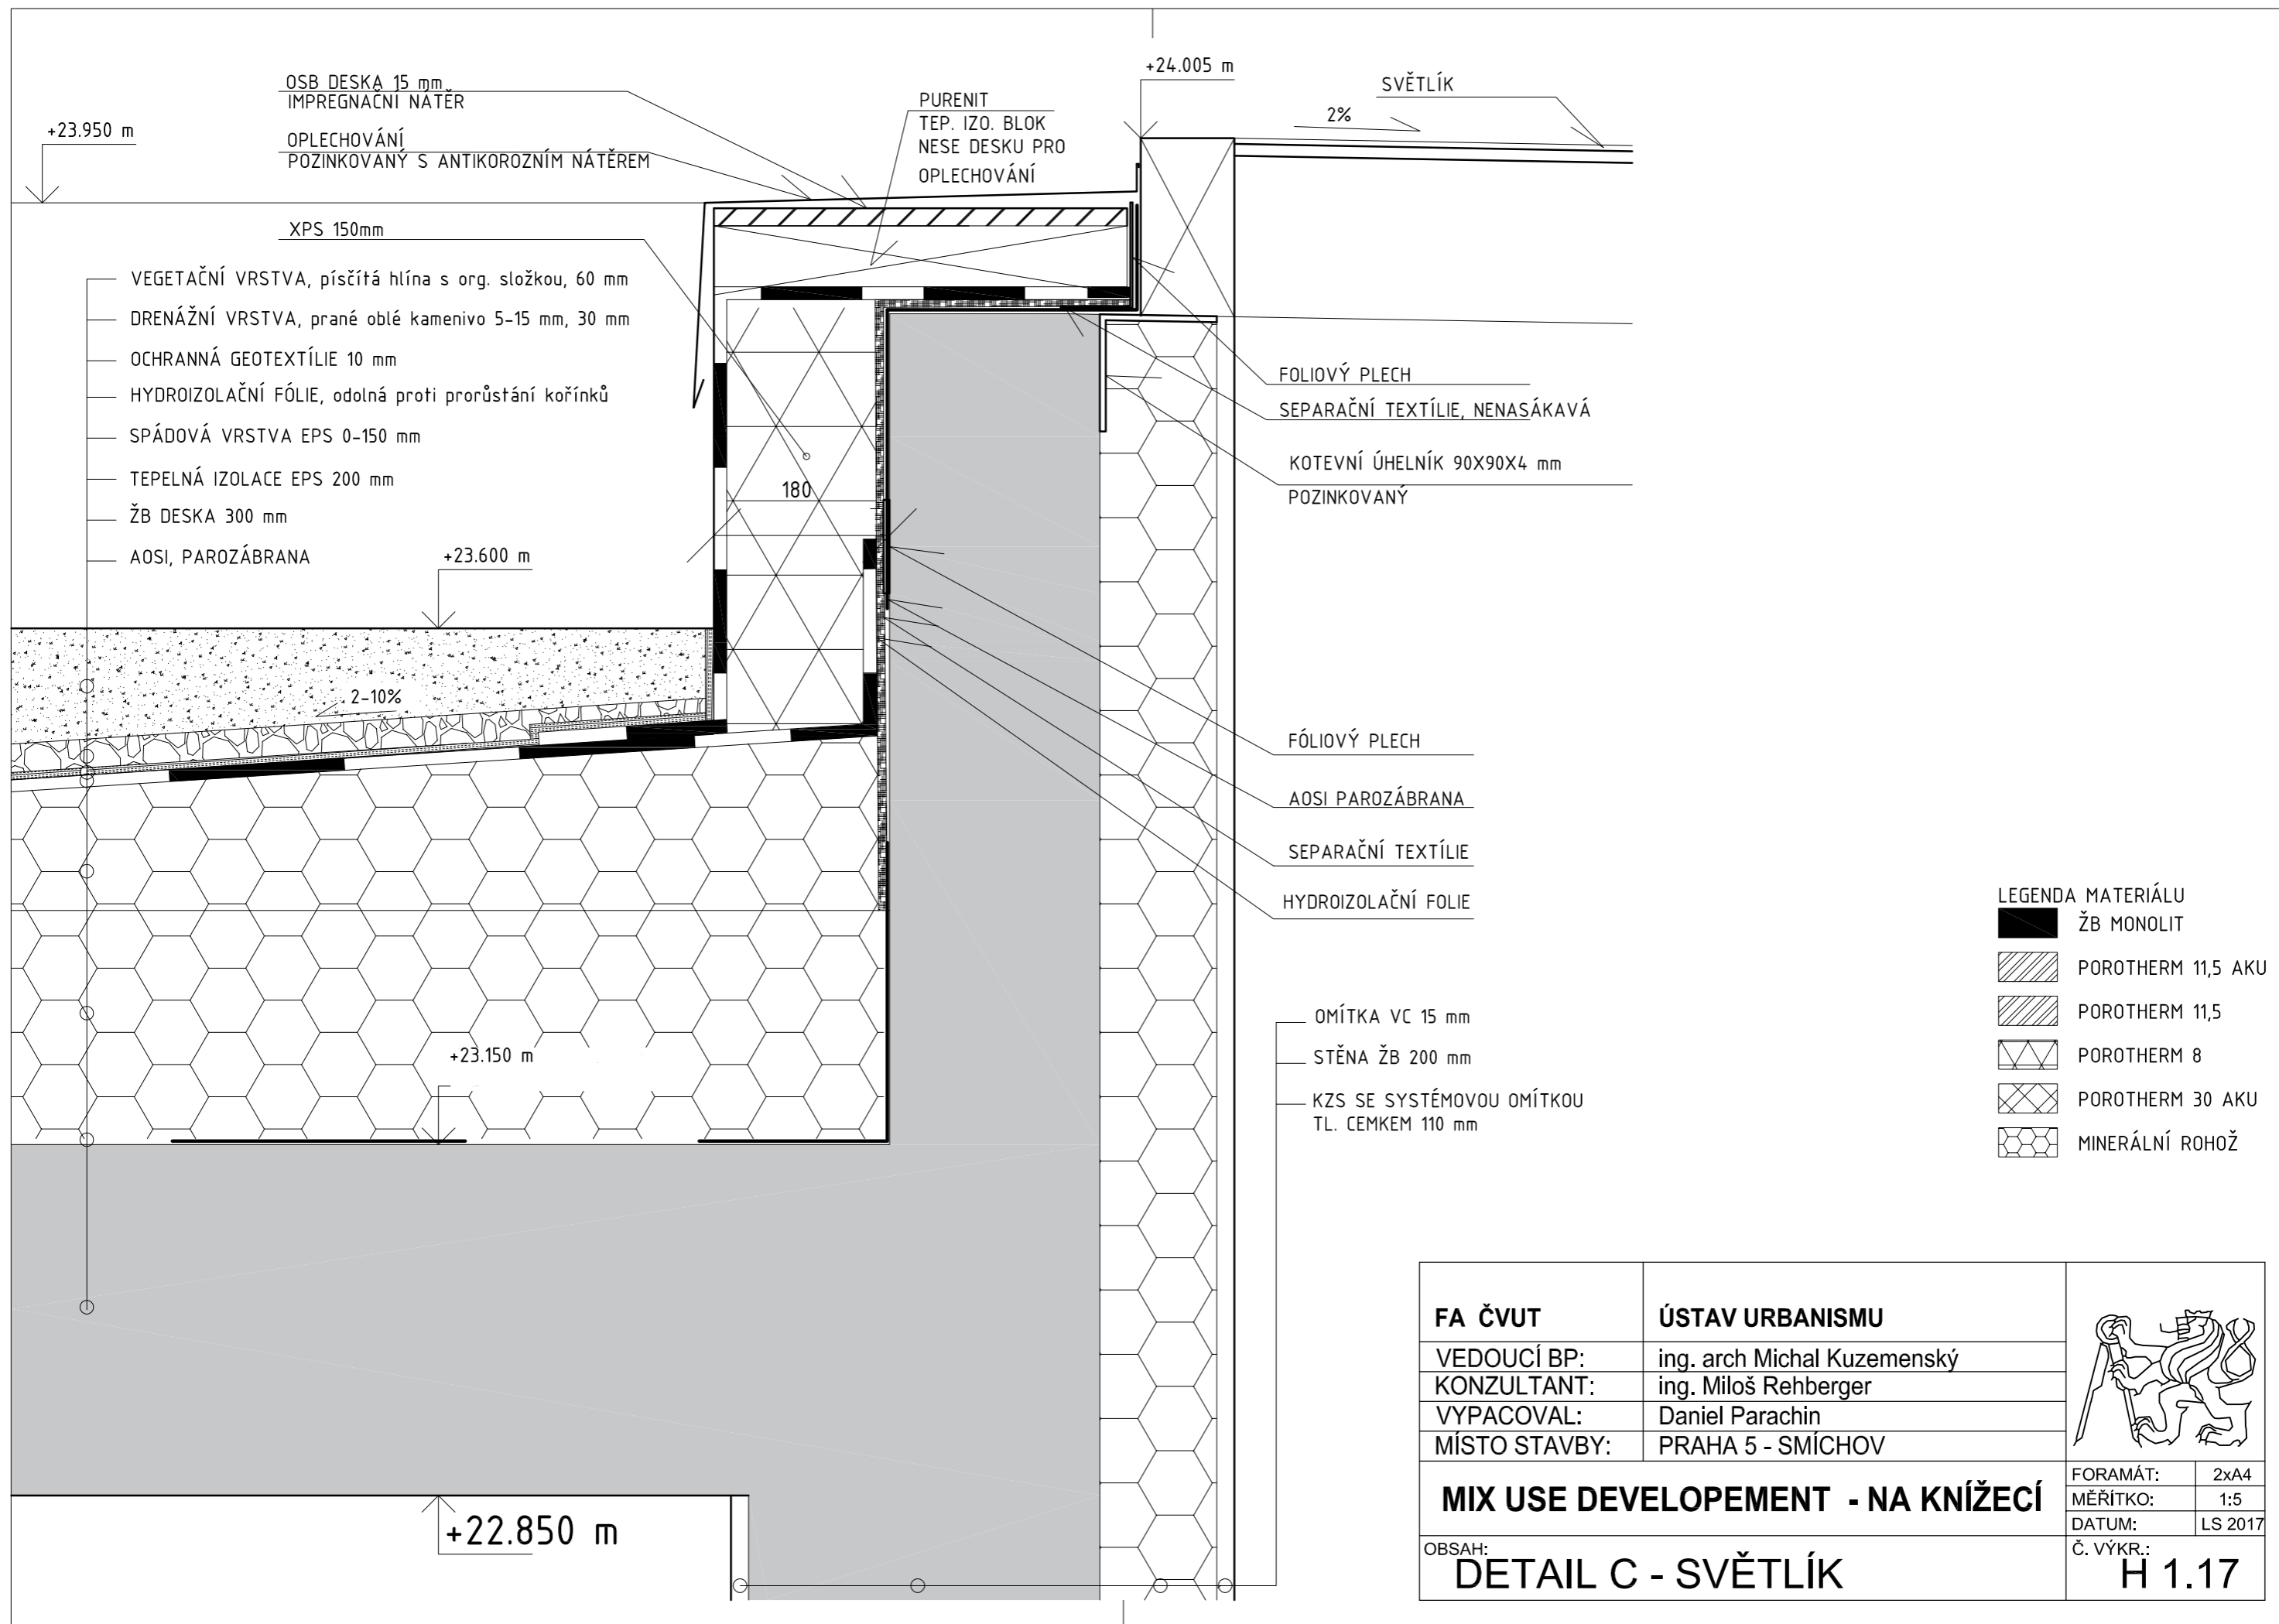 +24.005 m
SVĚTLÍK
2%
OSB DESKA 15 mm
IMPREGNAČNÍ NÁTĚR
PURENIT
TEP. IZO. BLOK
NESE DESKU PRO
OPLECHOVÁNÍ
+23.950 m
OPLECHOVÁNÍ
POZINKOVANÝ S ANTIKOROZNÍM NÁTĚREM
XPS 150mm
VEGETAČNÍ VRSTVA, písčítá hlína s org. složkou, 60 mm
DRENÁŽNÍ VRSTVA, prané oblé kamenivo 5-15 mm, 30 mm
OCHRANNÁ GEOTEXTÍLIE 10 mm
HYDROIZOLAČNÍ FÓLIE, odolná proti prorůstání kořínků
SPÁDOVÁ VRSTVA EPS 0-150 mm
TEPELNÁ IZOLACE EPS 200 mm
ŽB DESKA 300 mm
AOSI, PAROZÁBRANA
+23.600 m
180
2-10%
FOLIOVÝ PLECH
SEPARAČNÍ TEXTÍLIE, NENASÁKAVÁ
KOTEVNÍ ÚHELNÍK 90X90X4 mm
POZINKOVANÝ
FÓLIOVÝ PLECH
AOSI PAROZÁBRANA
SEPARAČNÍ TEXTÍLIE
HYDROIZOLAČNÍ FOLIE
+23.150 m
OMÍTKA VC 15 mm
STĚNA ŽB 200 mm
KZS SE SYSTÉMOVOU OMÍTKOU
TL. CEMKEM 110 mm
+22.850 m
LEGENDA MATERIÁLU
ŽB MONOLIT
POROTHERM 11,5 AKU
POROTHERM 11,5
POROTHERM 8
POROTHERM 30 AKU
MINERÁLNÍ ROHOŽ
FA ČVUT ÚSTAV URBANISMU
VEDOUCÍ BP: ing. arch Michal Kuzemenský
KONZULTANT: ing. Miloš Rehberger
VYPACOVAL: Daniel Parachin
MÍSTO STAVBY: PRAHA 5 - SMÍCHOV
MIX USE DEVELOPEMENT - NA KNÍŽECÍ
FORAMÁT: 2xA4
MĚŘÍTKO: 1:5
DATUM: LS 2017
OBSAH:
DETAIL C - SVĚTLÍK
Č. VÝKR.:
H 1.17